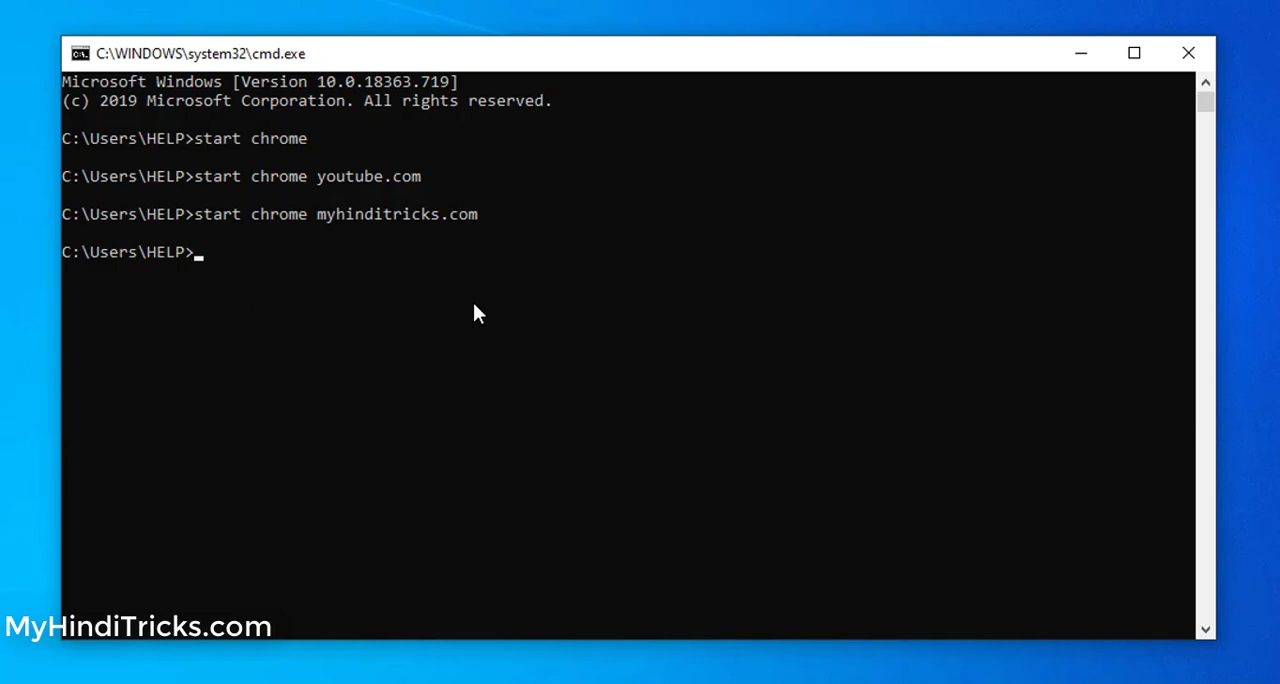 C:\WINDOWS\system32\cmd.exe
Microsoft Windows [Version 10.0.18363.719]
(c) 2019 Microsoft Corporation. All rights reserved.
C:\Users\HELP>start chrome
C:\Users\HELP>start chrome youtube.com
C:\Users\HELP>start chrome myhinditricks.com
C:\Users\HELP>
MyHindiTricks.com